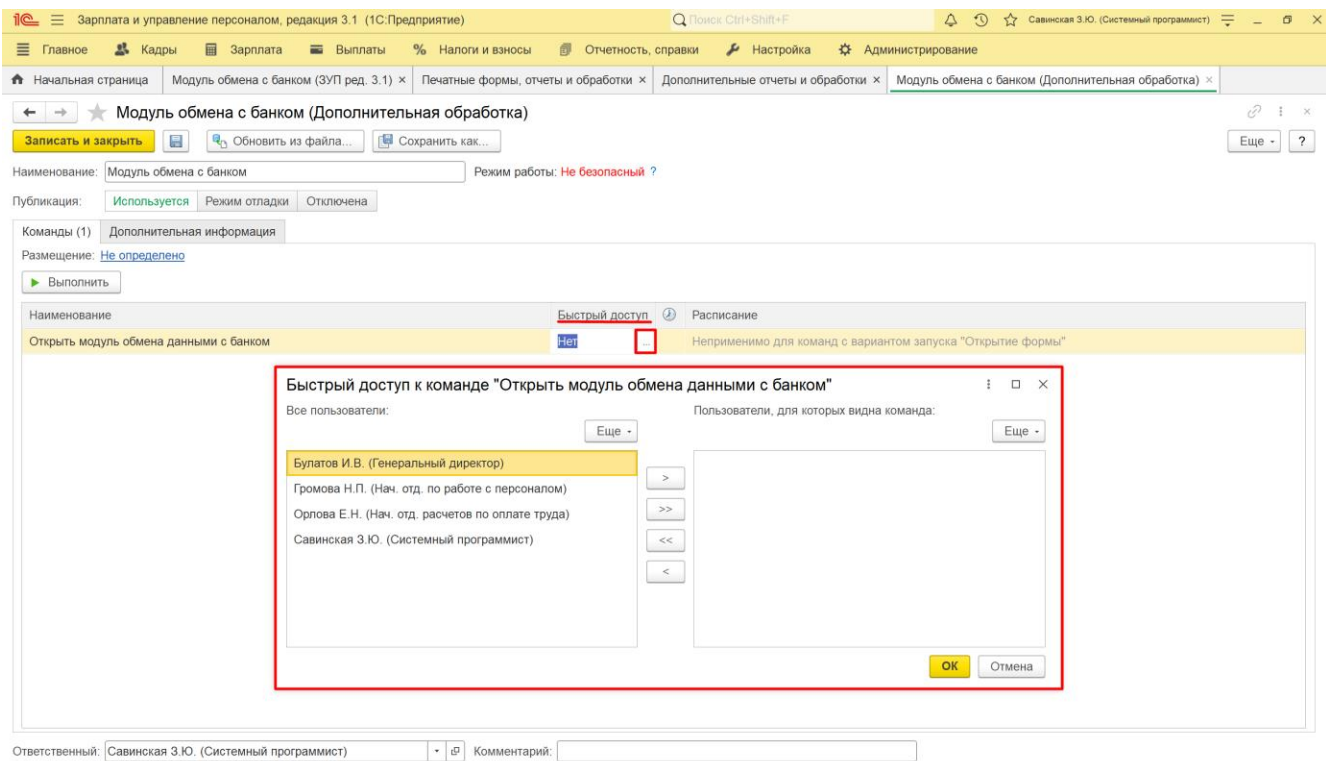 1С Зарплата и управление персоналом, редакция 3.1 (1С:Предприятие) Поиск Ctrl+Shift+F Савинская З.Ю. (Системный программист)
Главное Кадры Зарплата Выплаты % Налоги и взносы Отчетность, справки Настройка Администрирование
Начальная страница Модуль обмена с банком (ЗУП ред. 3.1) × Печатные формы, отчеты и обработки × Дополнительные отчеты и обработки × Модуль обмена с банком (Дополнительная обработка) ×
Модуль обмена с банком (Дополнительная обработка)
Записать и закрыть Обновить из файла... Сохранить как... Еще ?
Наименование: Модуль обмена с банком Режим работы: Не безопасный ?
Публикация: Используется Режим отладки Отключена
Команды (1) Дополнительная информация
Размещение: Не определено
Выполнить
Наименование Быстрый доступ Расписание
Открыть модуль обмена данными с банком Нет ... Неприменимо для команд с вариантом запуска "Открытие формы"
Быстрый доступ к команде "Открыть модуль обмена данными с банком"
Все пользователи: Пользователи, для которых видна команда:
Еще Еще
Булатов И.В. (Генеральный директор)
>
Громова Н.П. (Нач. отд. по работе с персоналом)
>>
Орлова Е.Н. (Нач. отд. расчетов по оплате труда)
Савинская З.Ю. (Системный программист) <<
<
ОК Отмена
Ответственный: Савинская З.Ю. (Системный программист) Комментарий: